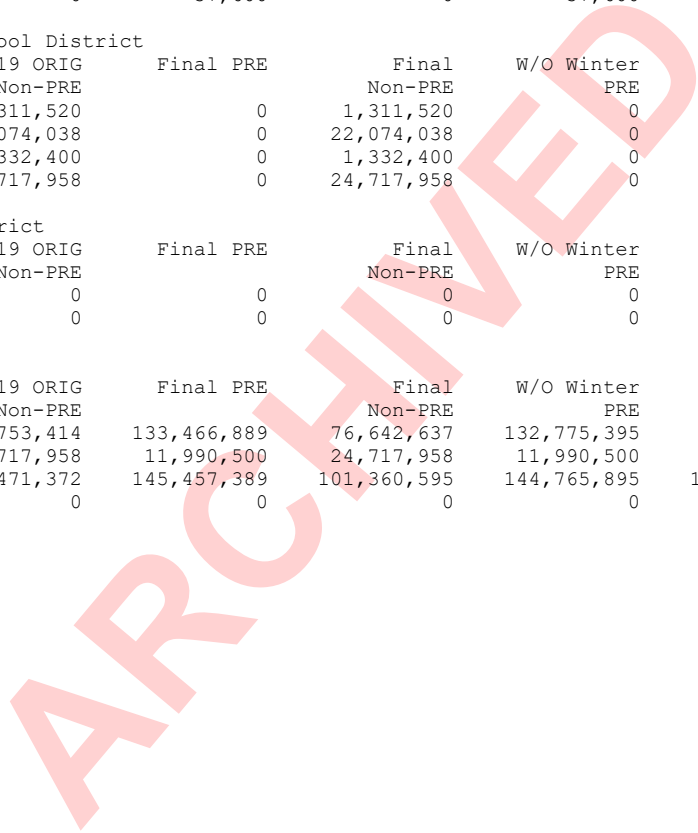 ool District
19 ORIG Final PRE Final W/O Winter
Non-PRE Non-PRE PRE
311,520 0 1,311,520 0
074,038 0 22,074,038 0
332,400 0 1,332,400 0
717,958 0 24,717,958 0
rict
19 ORIG Final PRE Final W/O Winter
Non-PRE Non-PRE PRE
0 0 0 0
0 0 0 0
19 ORIG Final PRE Final W/O Winter
Non-PRE Non-PRE PRE
753,414 133,466,889 76,642,637 132,775,395
717,958 11,990,500 24,717,958 11,990,500
471,372 145,457,389 101,360,595 144,765,895 1
0 0 0 0
ARCHIVED